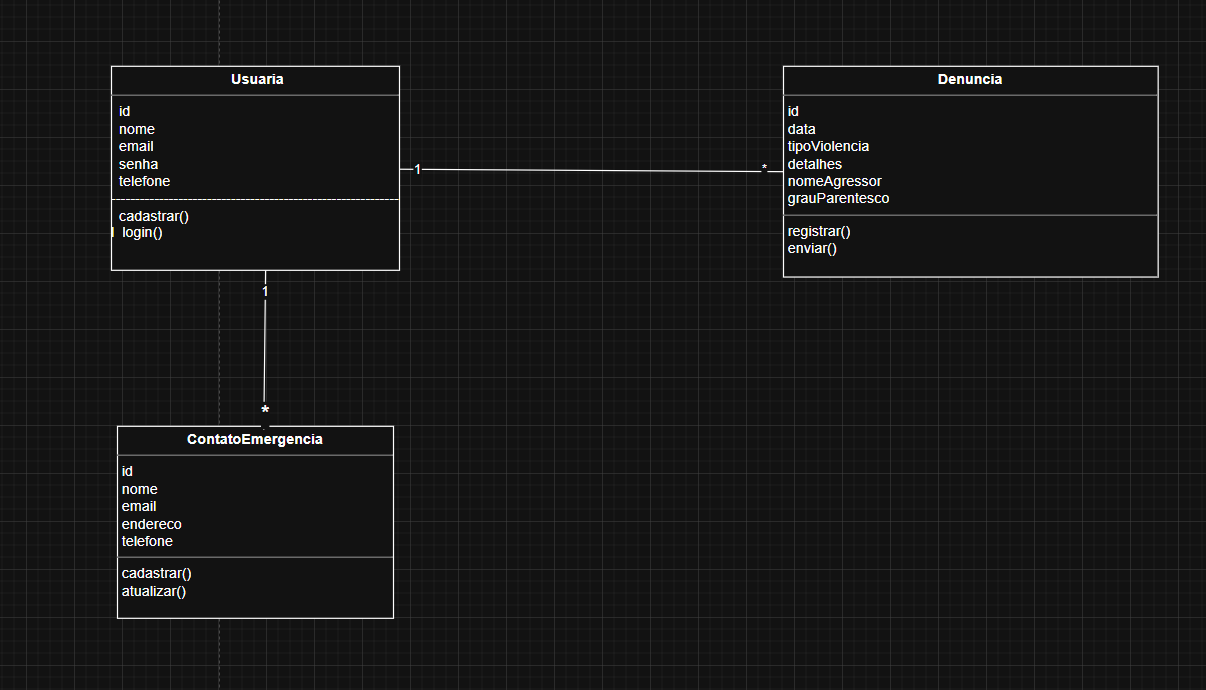 Usuaria
id
nome
email
senha
telefone
cadastrar()
login()
1
*
Denuncia
id
data
tipoViolencia
detalhes
nomeAgressor
grauParentesco
registrar()
enviar()
1
*
ContatoEmergencia
id
nome
email
endereco
telefone
cadastrar()
atualizar()